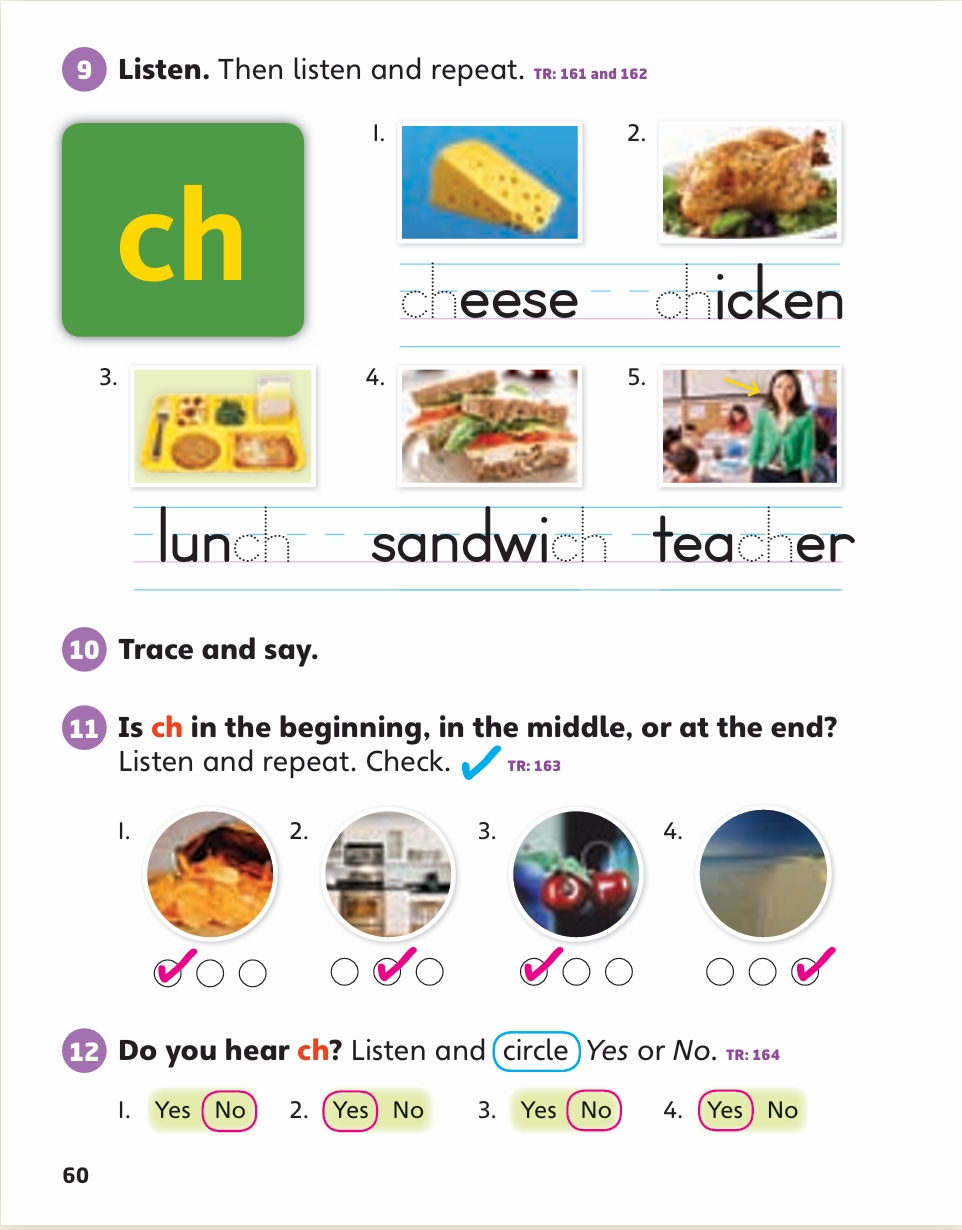 9 Listen. Then listen and repeat. TR: 161 and 162
ch
1. 2.
cheese chicken
3. 4. 5.
lunch sandwich teacher
10 Trace and say.
11 Is ch in the beginning, in the middle, or at the end?
Listen and repeat. Check. ✓ TR: 163
1. 2. 3. 4.
12 Do you hear ch? Listen and circle Yes or No. TR: 164
1. Yes No 2. Yes No 3. Yes No 4. Yes No
60